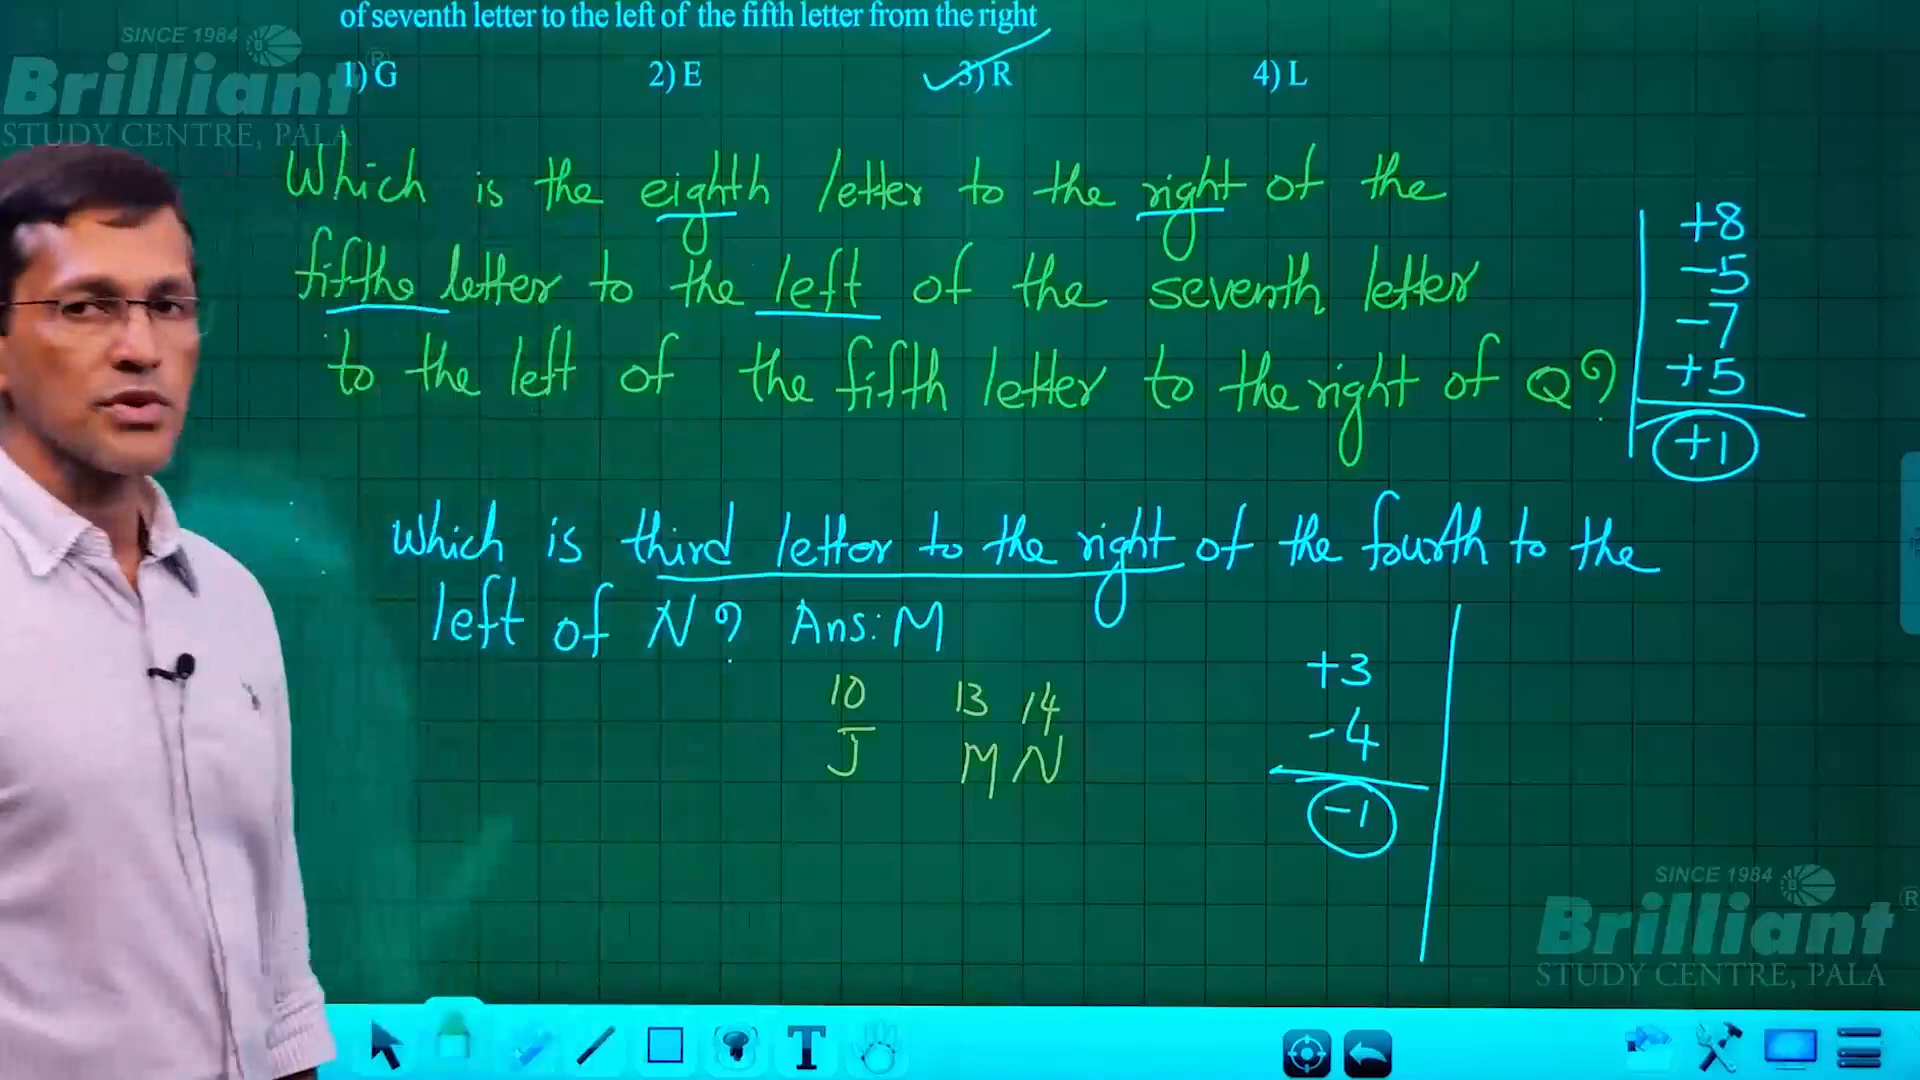 of seventh letter to the left of the fifth letter from the right
1) G 2) E 3) R 4) L
SINCE 1984
Brilliant®
STUDY CENTRE, PALA
Which is the eighth letter to the right of the
fifthe letter to the left of the seventh letter
to the left of the fifth letter to the right of Q?
+8
-5
-7
+5
+1
Which is third letter to the right of the fourth to the
left of N? Ans: M
10 13 14
J M N
+3
-4
-1
SINCE 1984
Brilliant®
STUDY CENTRE, PALA
T